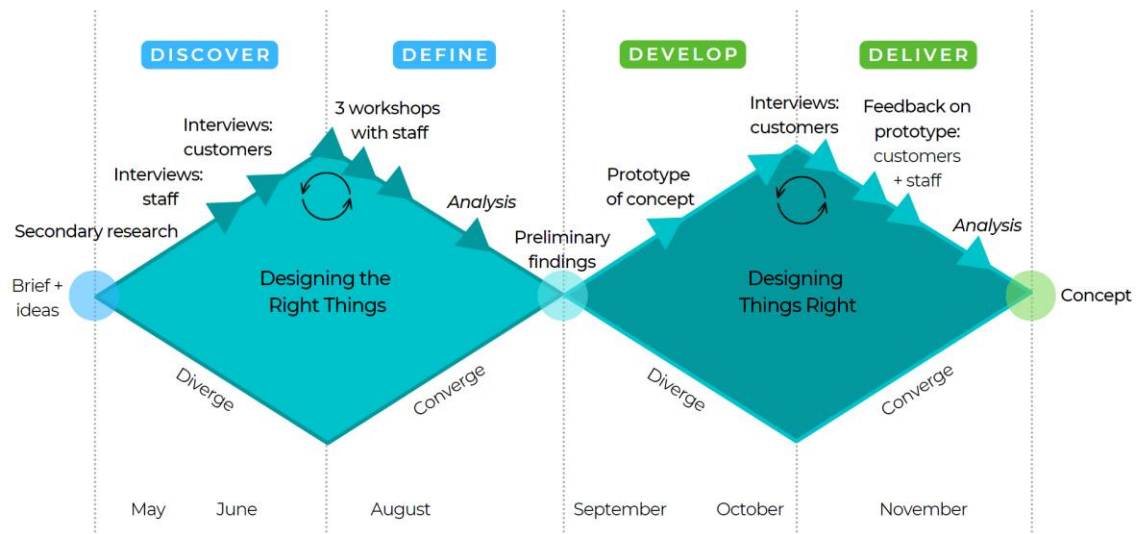 DISCOVER
DEFINE
DEVELOP
DELIVER
3 workshops
with staff
Interviews:
customers
Interviews:
staff
Secondary research
Analysis
Brief +
ideas
Designing the
Right Things
Preliminary
findings
Diverge
Converge
Interviews:
customers
Feedback on
prototype:
customers
+ staff
Prototype
of concept
Analysis
Designing
Things Right
Concept
Diverge
Converge
May
June
August
September
October
November